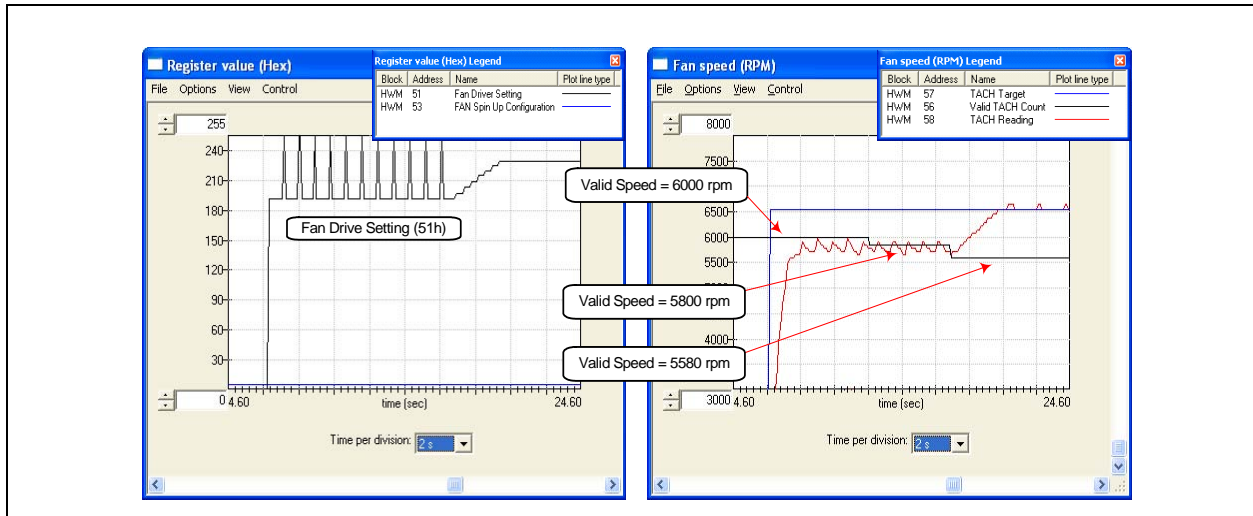 Register value (Hex)
File Options View Control
Register value (Hex) Legend
Block Address Name Plot line type
HWM 51 Fan Driver Setting
HWM 53 FAN Spin Up Configuration
255
240
210
180
150
120
90
60
30
0
4.60 time (sec) 24.60
Fan Drive Setting (51h)
Time per division: 2 s
Fan speed (RPM)
File Options View Control
Fan speed (RPM) Legend
Block Address Name Plot line type
HWM 57 TACH Target
HWM 56 Valid TACH Count
HWM 58 TACH Reading
8000
7500
6500
6000
5500
4000
3000
4.60 time (sec) 24.60
Valid Speed = 6000 rpm
Valid Speed = 5800 rpm
Valid Speed = 5580 rpm
Time per division: 2 s